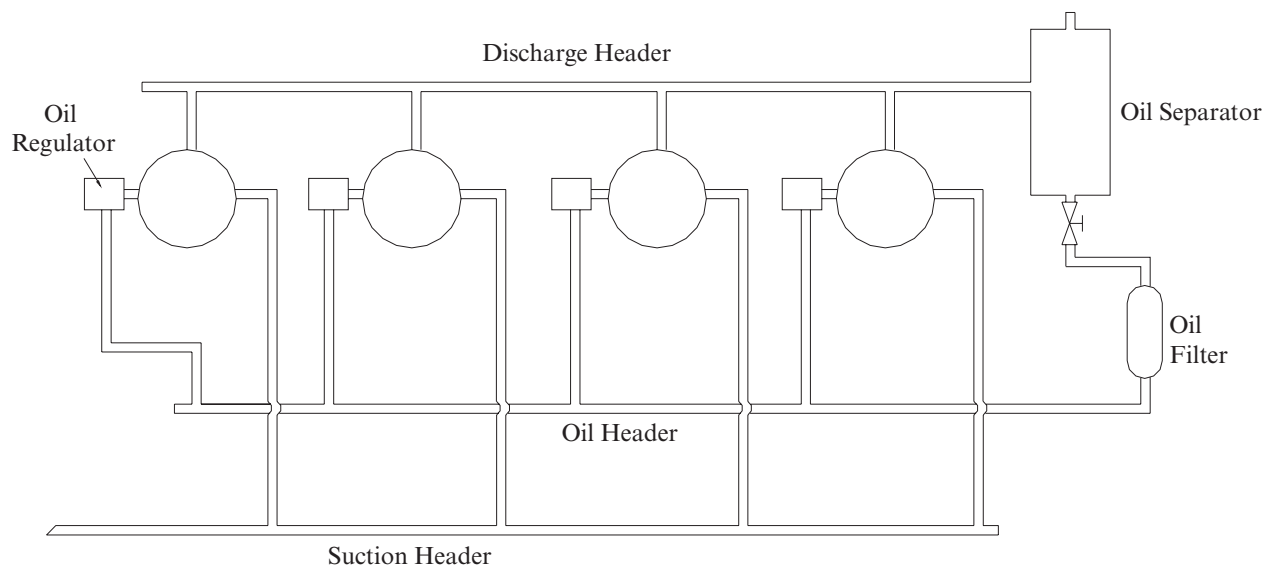 Discharge Header
Oil
Regulator
Oil Separator
Oil
Filter
Oil Header
Suction Header